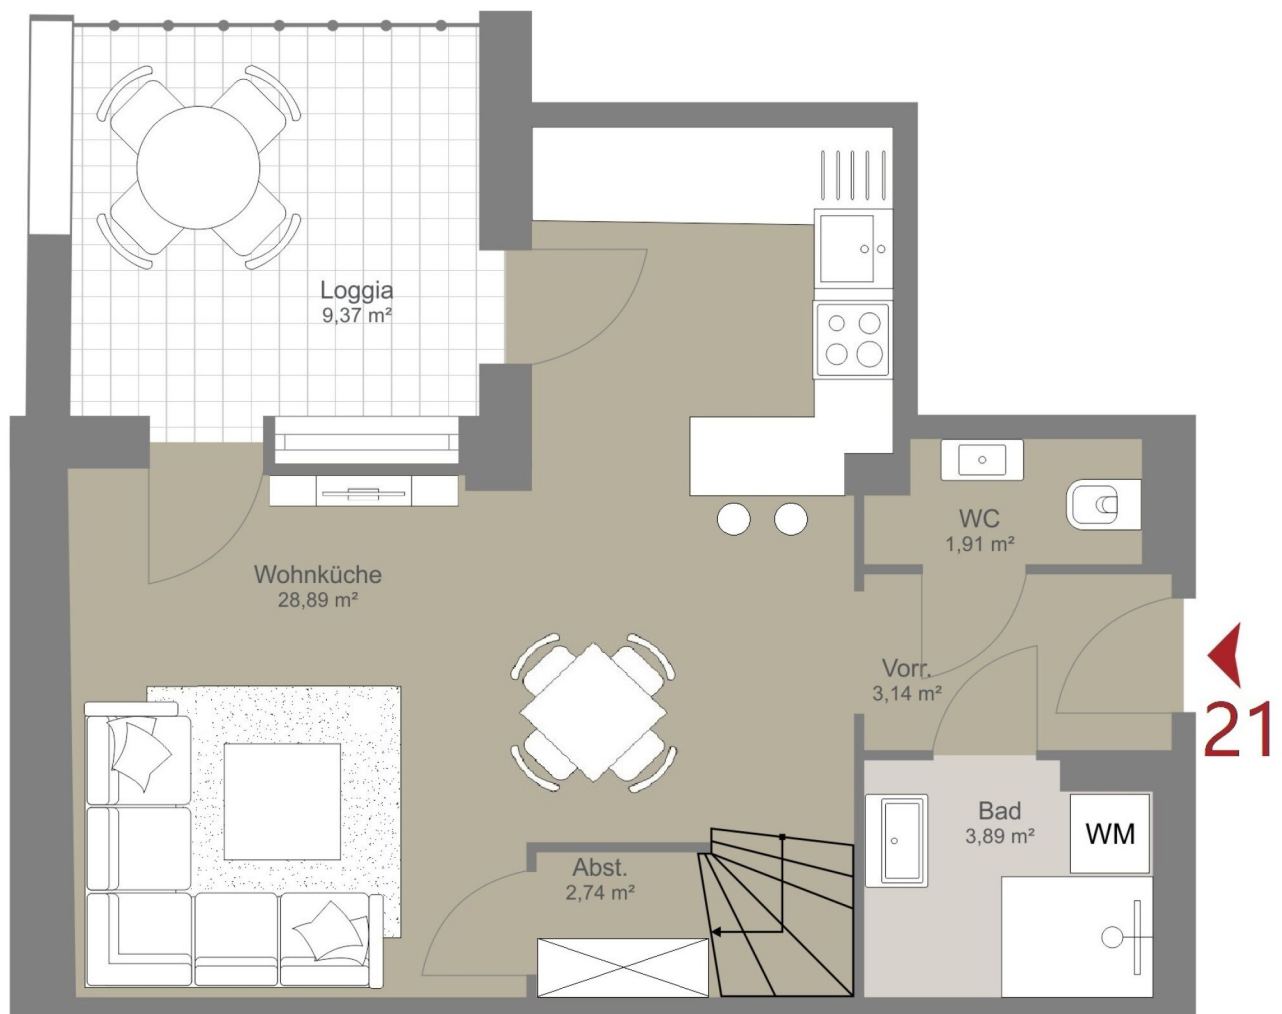 Loggia
9,37 m²
WC
1,91 m²
Wohnküche
28,89 m²
Vorr.
3,14 m²
21
Bad
3,89 m²
WM
Abst.
2,74 m²